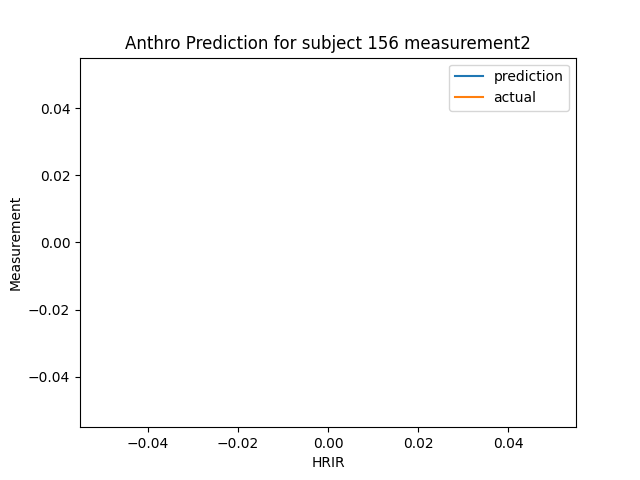 Anthro Prediction for subject 156 measurement2
prediction
actual
0.04
0.02
0.00
−0.02
−0.04
Measurement
−0.04 −0.02 0.00 0.02 0.04
HRIR